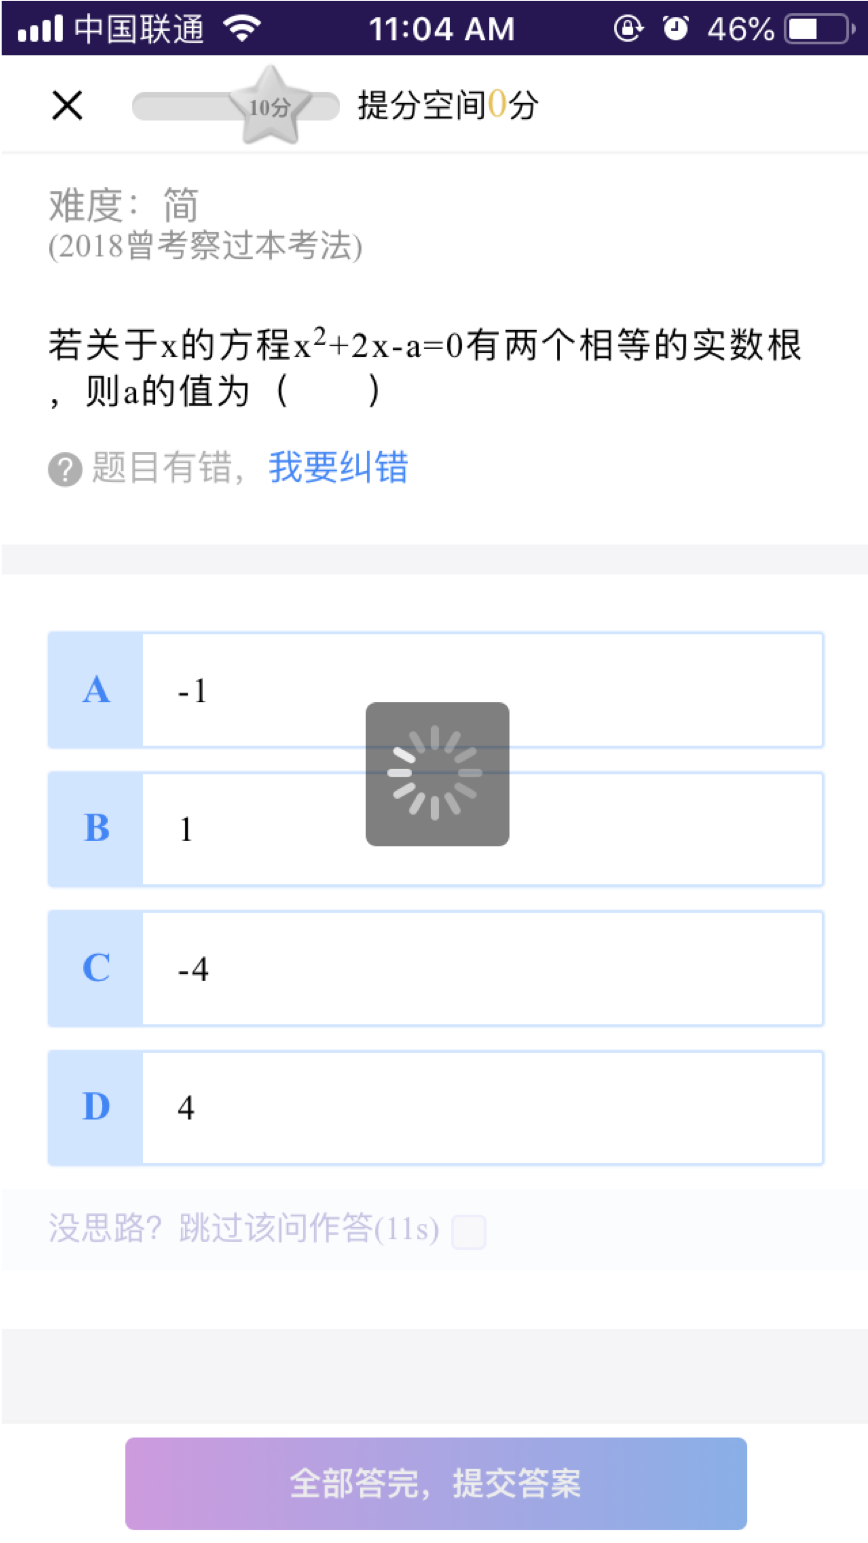 中国联通 11:04 AM 46%
10分 提分空间0分
难度：简
(2018曾考察过本考法)
若关于x的方程x²+2x-a=0有两个相等的实数根
，则a的值为（　　）
? 题目有错，我要纠错
A -1
B 1
C -4
D 4
没思路？跳过该问作答(11s)
全部答完，提交答案